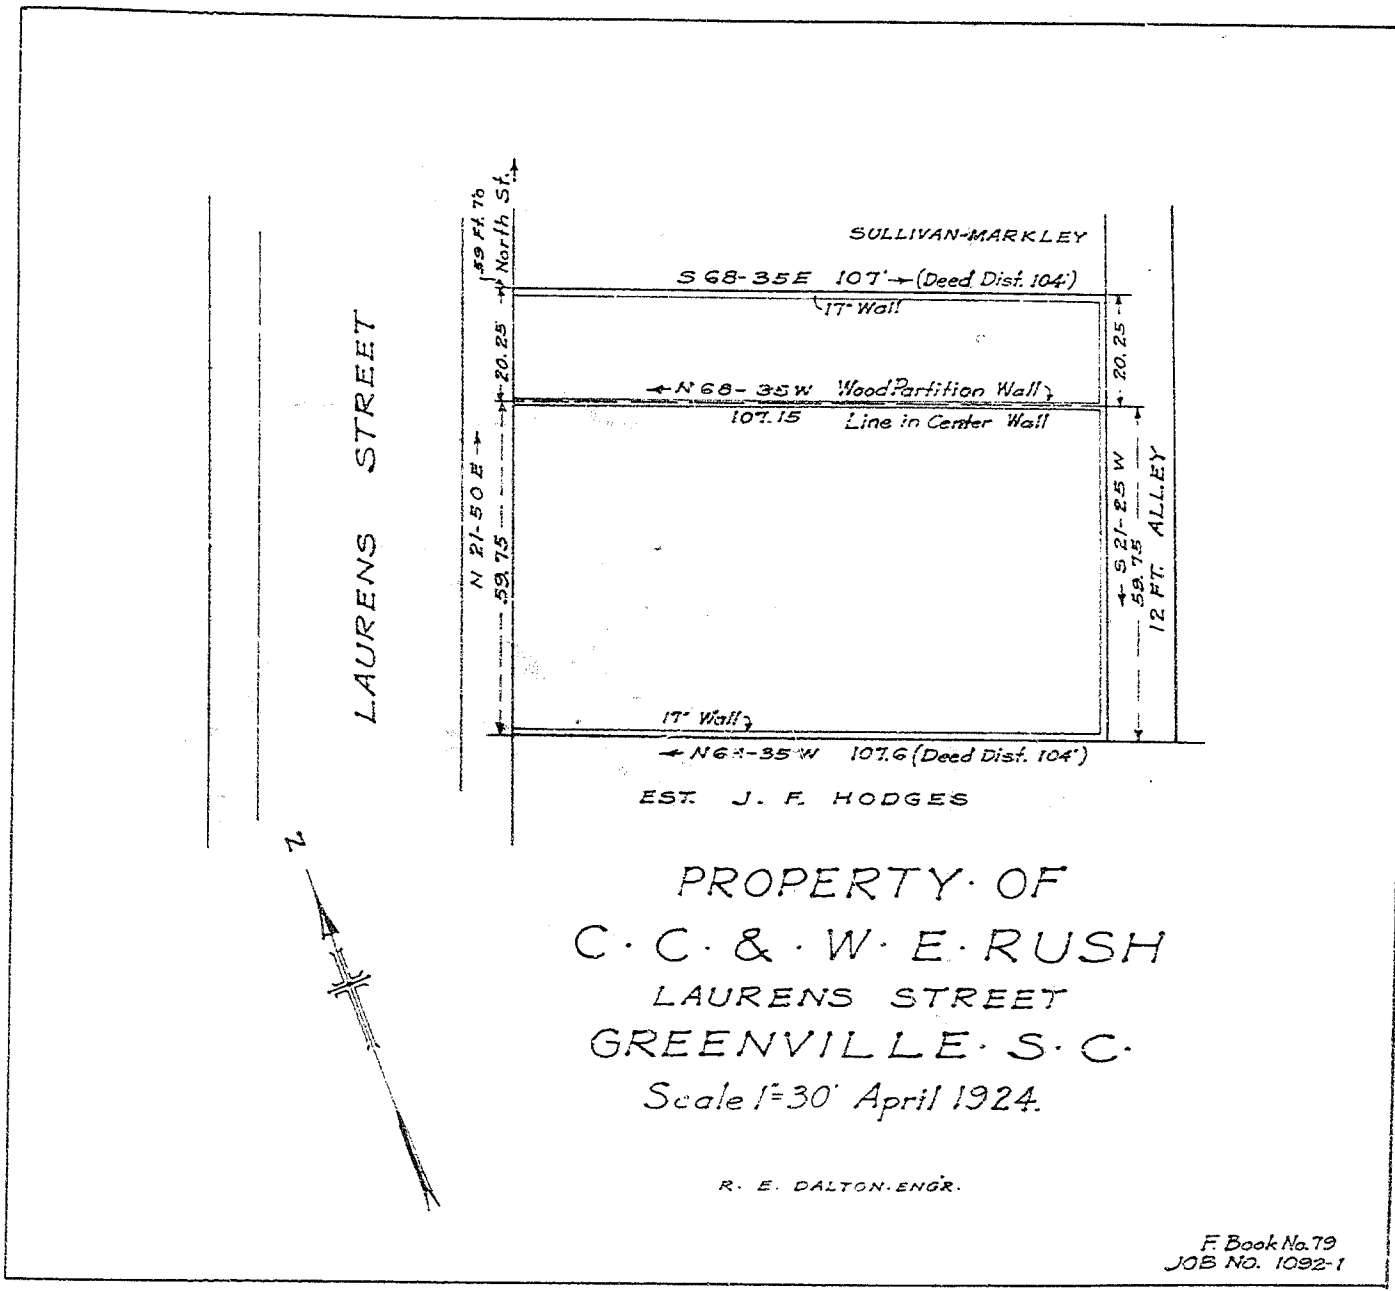 59 Ft. To
North St.
SULLIVAN-MARKLEY
S 68-35 E 107' → (Deed Dist. 104')
17" Wall
20.25
20.25
← N 68-35 W Wood Partition Wall
107.15 Line in Center Wall
LAURENS STREET
N 21-50 E →
59.75
← S 21-25 W
59.75
12 FT. ALLEY
17" Wall
← N 6-35 W 107.6 (Deed Dist. 104')
EST. J. F. HODGES
N
PROPERTY · OF
C · C · & · W · E · RUSH
LAURENS STREET
GREENVILLE · S · C ·
Scale 1"=30' April 1924.
R. E. DALTON. ENGR.
F. Book No. 79
JOB NO. 1092-1